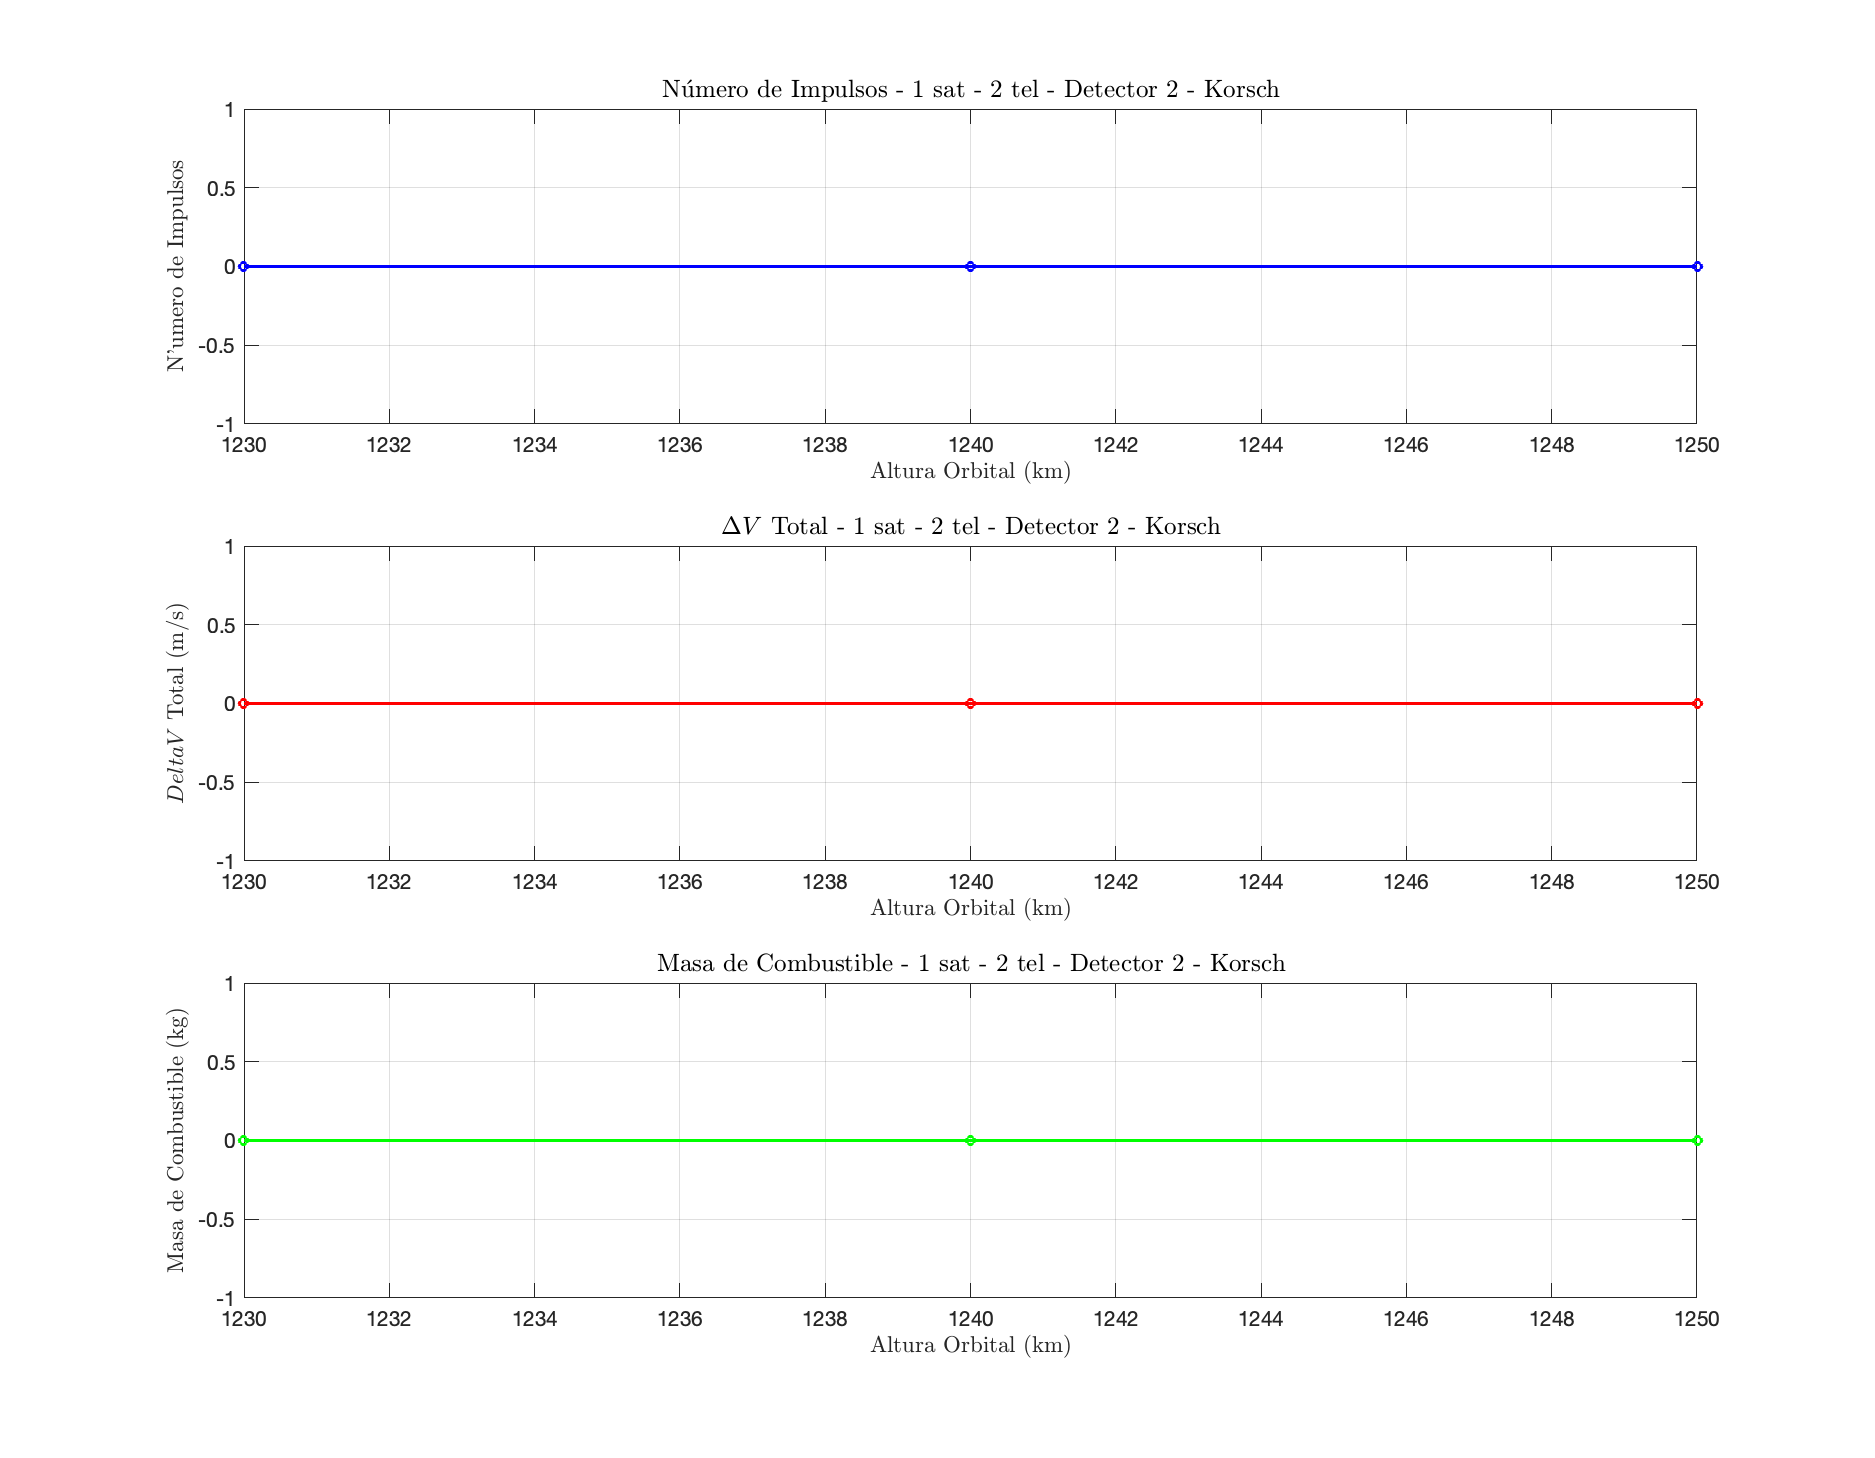 Número de Impulsos - 1 sat - 2 tel - Detector 2 - Korsch
1
0.5
0
-0.5
-1
N'umero de Impulsos
1230 1232 1234 1236 1238 1240 1242 1244 1246 1248 1250
Altura Orbital (km)
ΔV Total - 1 sat - 2 tel - Detector 2 - Korsch
1
0.5
0
-0.5
-1
DeltaV Total (m/s)
1230 1232 1234 1236 1238 1240 1242 1244 1246 1248 1250
Altura Orbital (km)
Masa de Combustible - 1 sat - 2 tel - Detector 2 - Korsch
1
0.5
0
-0.5
-1
Masa de Combustible (kg)
1230 1232 1234 1236 1238 1240 1242 1244 1246 1248 1250
Altura Orbital (km)